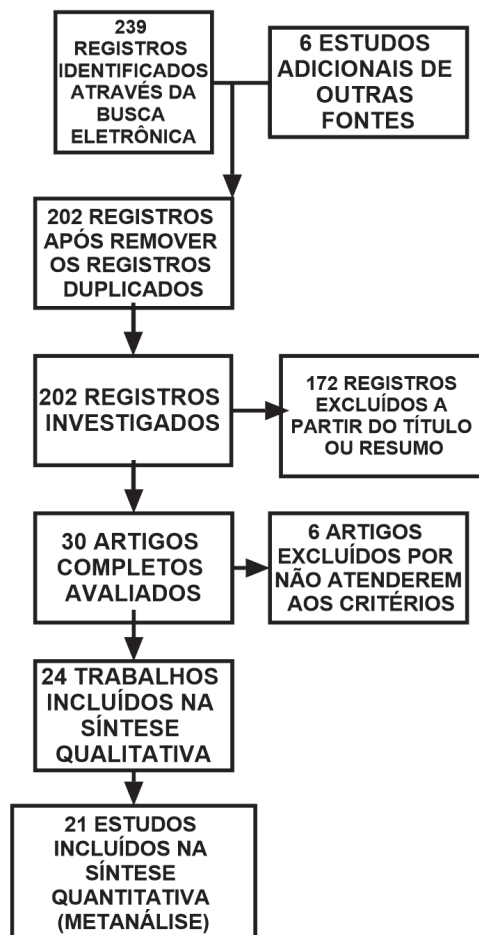 239
REGISTROS
IDENTIFICADOS
ATRAVÉS DA
BUSCA
ELETRÔNICA
6 ESTUDOS
ADICIONAIS DE
OUTRAS
FONTES
202 REGISTROS
APÓS REMOVER
OS REGISTROS
DUPLICADOS
202 REGISTROS
INVESTIGADOS
172 REGISTROS
EXCLUÍDOS A
PARTIR DO TÍTULO
OU RESUMO
30 ARTIGOS
COMPLETOS
AVALIADOS
6 ARTIGOS
EXCLUÍDOS POR
NÃO ATENDEREM
AOS CRITÉRIOS
24 TRABALHOS
INCLUÍDOS NA
SÍNTESE
QUALITATIVA
21 ESTUDOS
INCLUÍDOS NA
SÍNTESE
QUANTITATIVA
(METANÁLISE)